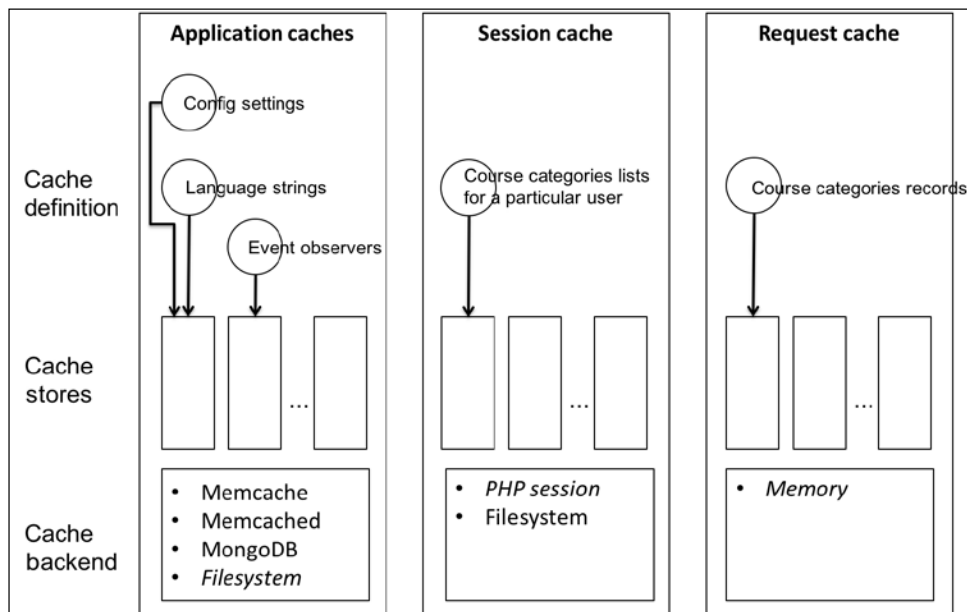 Application caches
Session cache
Request cache
Cache
definition
Config settings
Language strings
Event observers
Course categories lists
for a particular user
Course categories records
Cache
stores
...
...
...
Cache
backend
• Memcache
• Memcached
• MongoDB
• Filesystem
• PHP session
• Filesystem
• Memory